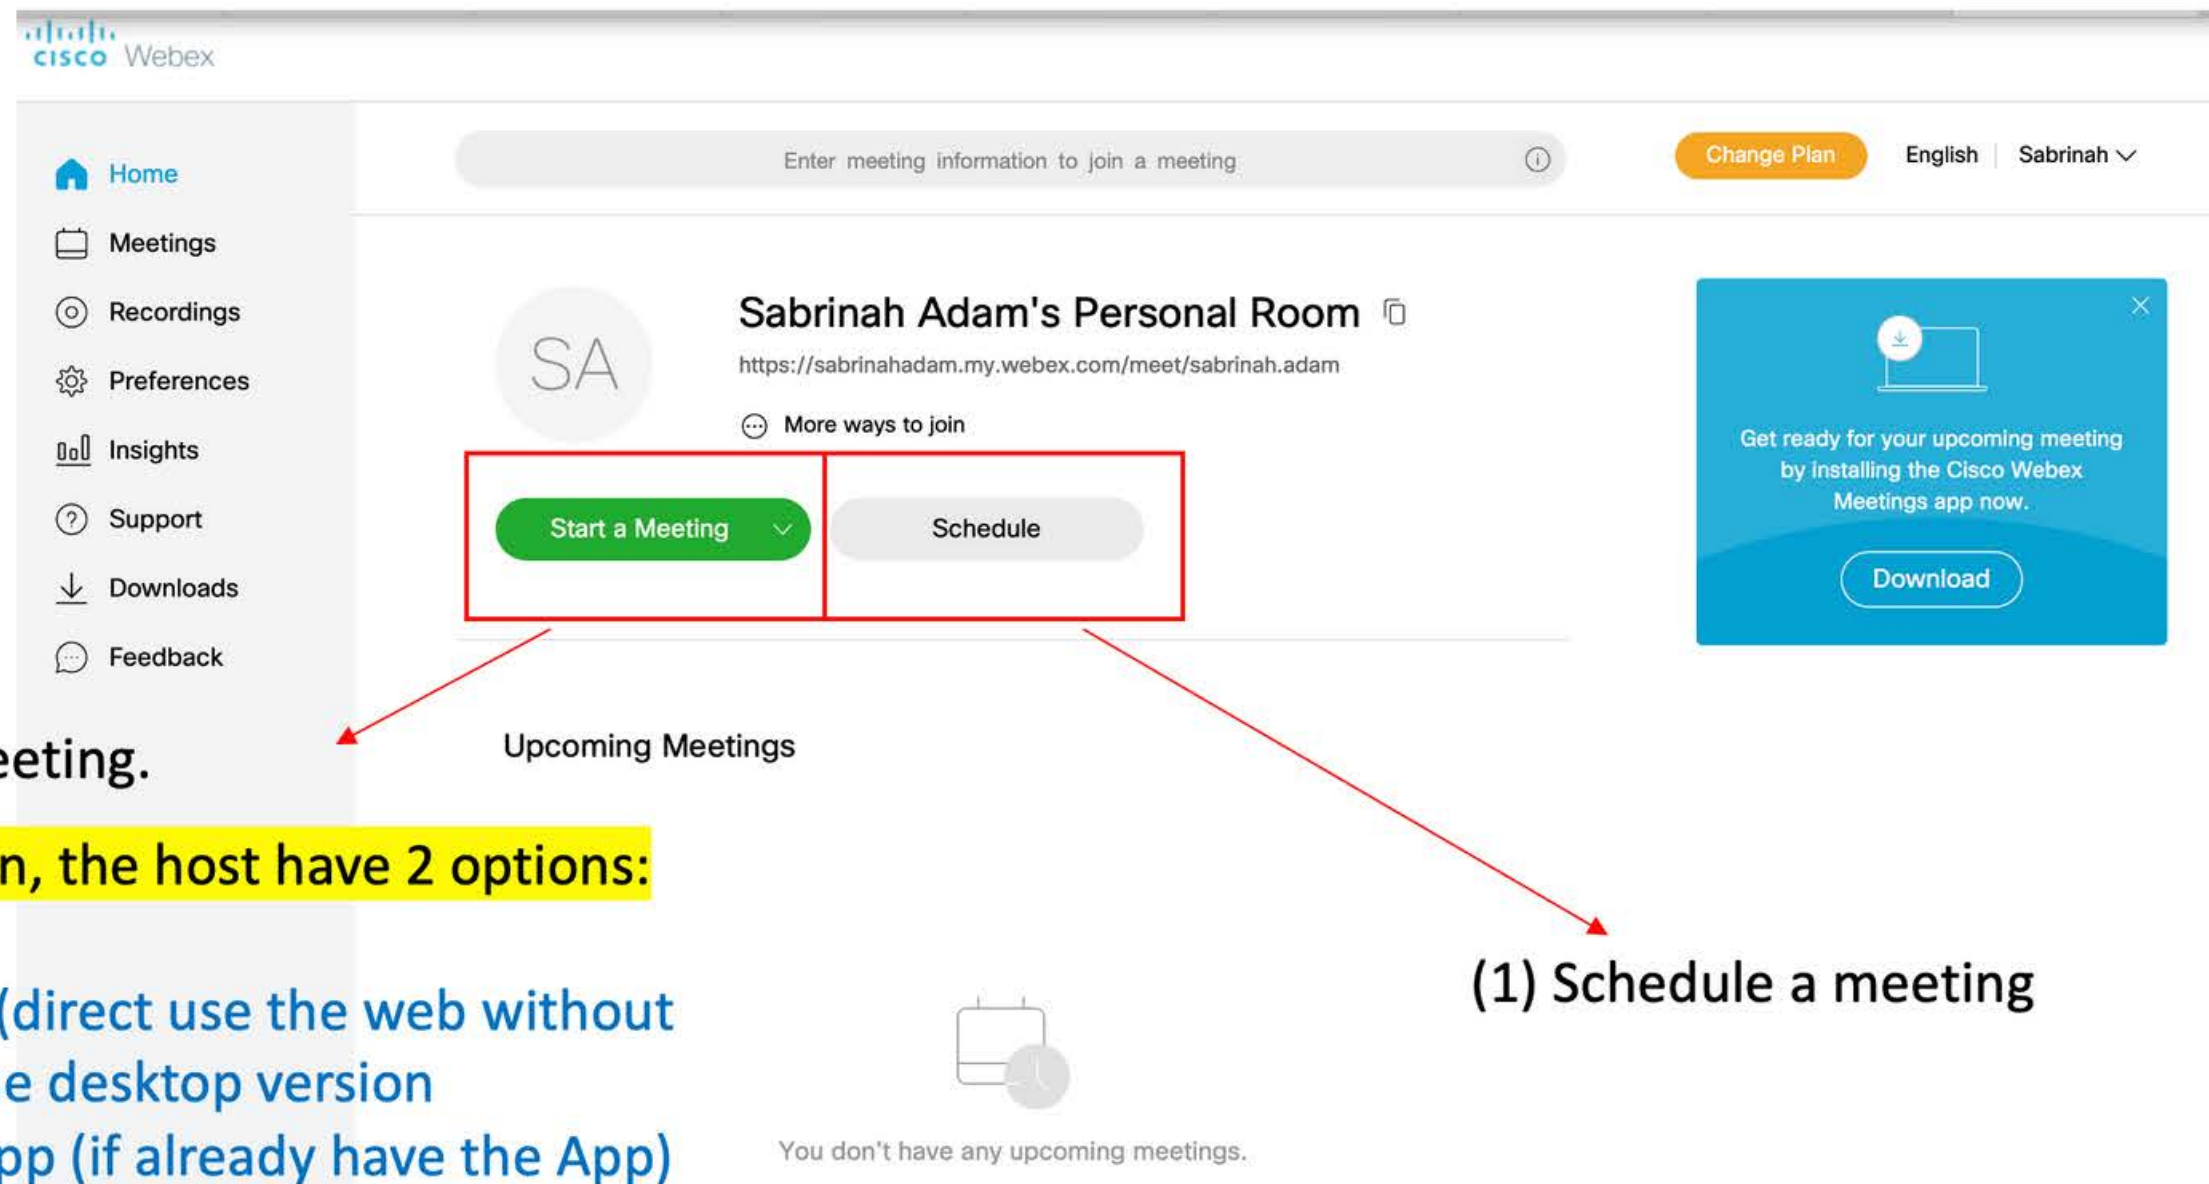 CISCO Webex
Enter meeting information to join a meeting
Change Plan
English
Sabrinah
Home
Meetings
Recordings
Preferences
Insights
Support
Downloads
Feedback
SA
Sabrinah Adam's Personal Room
https://sabrinahadam.my.webex.com/meet/sabrinah.adam
More ways to join
Start a Meeting
Schedule
Get ready for your upcoming meeting
by installing the Cisco Webex
Meetings app now.
Download
Upcoming Meetings
eeting.
n, the host have 2 options:
(direct use the web without
e desktop version
pp (if already have the App)
(1) Schedule a meeting
You don't have any upcoming meetings.